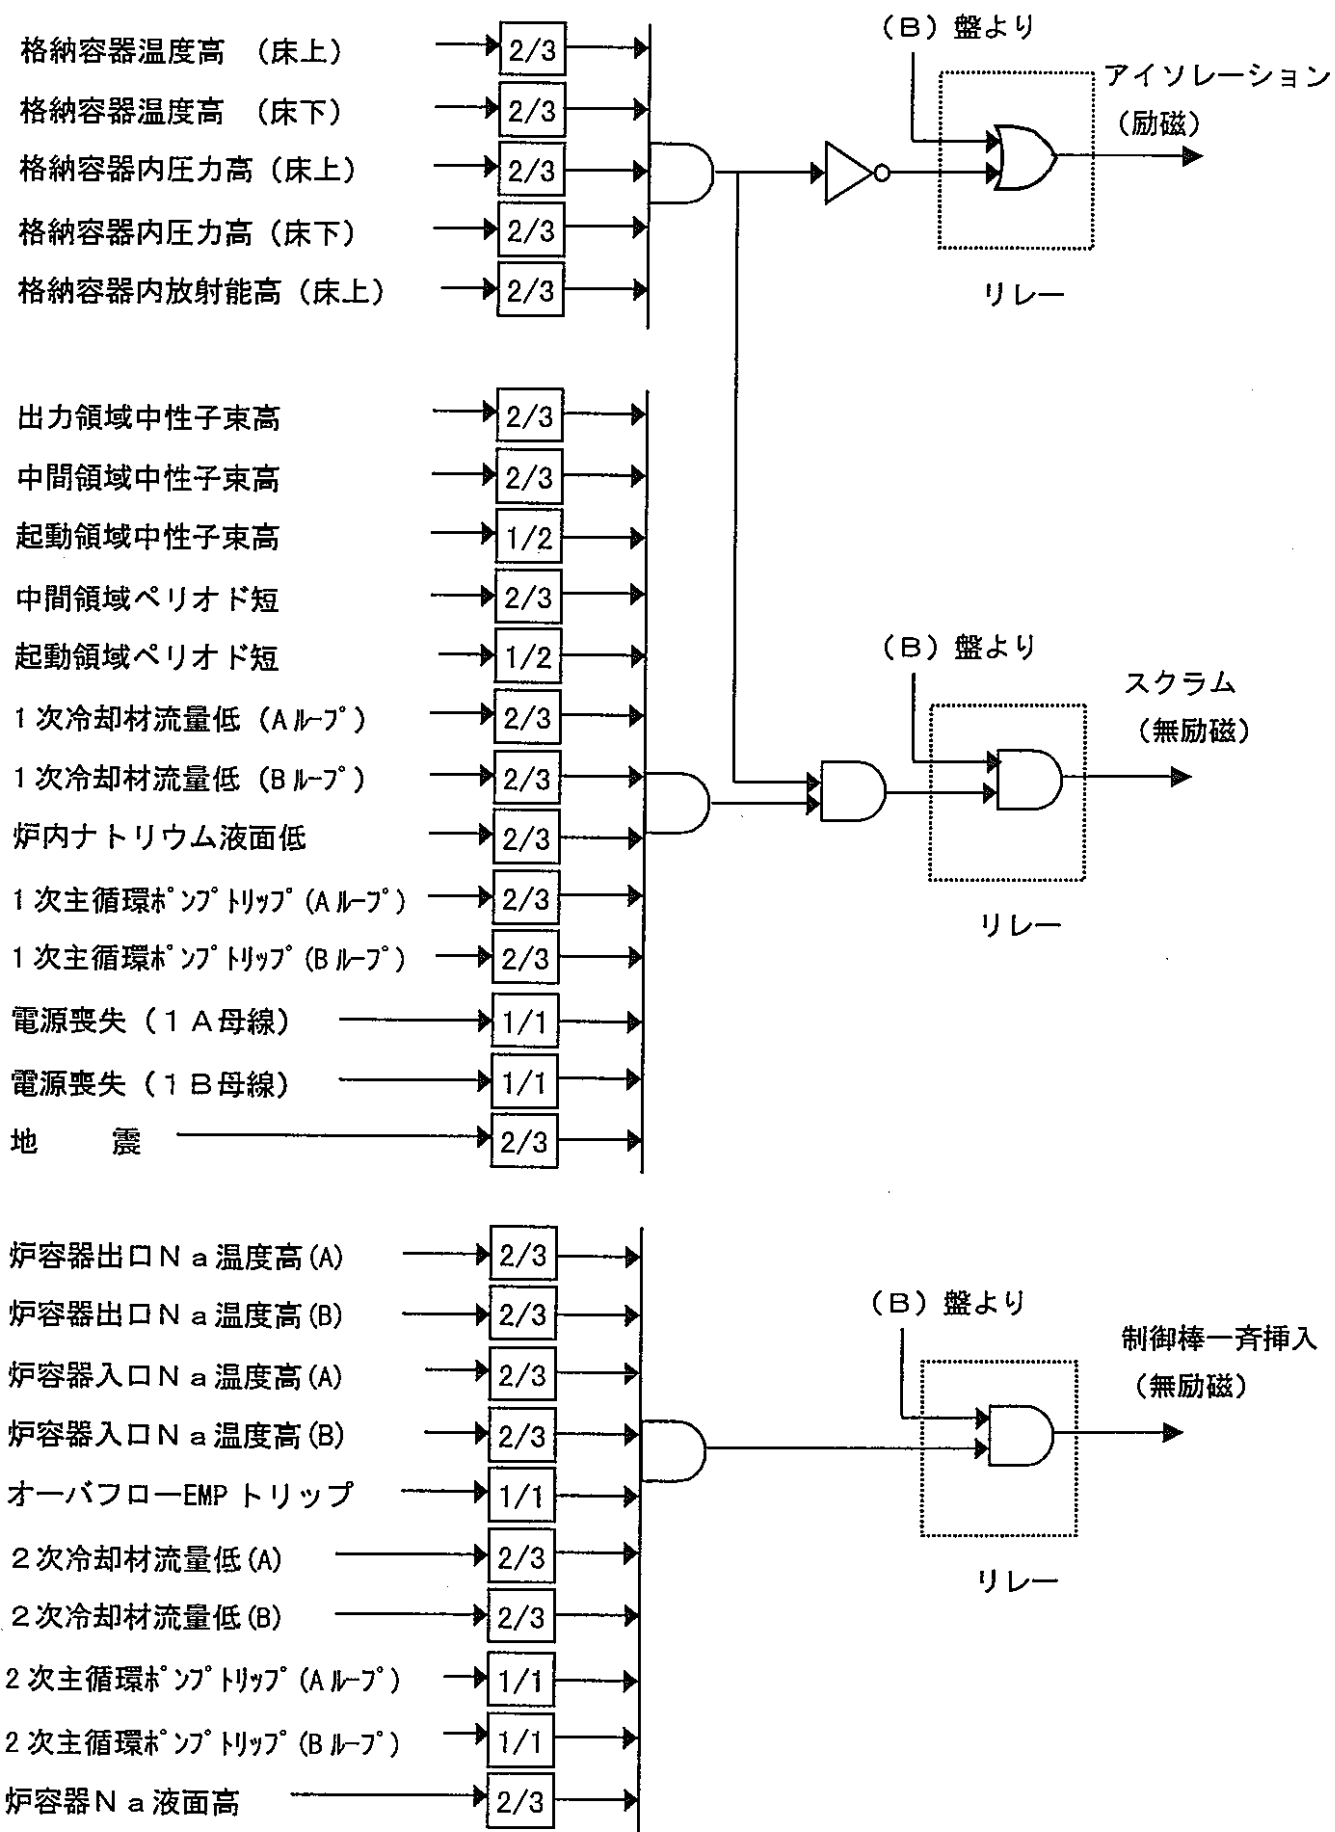 格納容器温度高 （床上） 2/3
格納容器温度高 （床下） 2/3
格納容器内圧力高（床上） 2/3
格納容器内圧力高（床下） 2/3
格納容器内放射能高（床上） 2/3
（B）盤より
アイソレーション
（励磁）
リレー
出力領域中性子束高 2/3
中間領域中性子束高 2/3
起動領域中性子束高 1/2
中間領域ペリオド短 2/3
起動領域ペリオド短 1/2
1次冷却材流量低（Aﾙｰﾌﾟ） 2/3
1次冷却材流量低（Bﾙｰﾌﾟ） 2/3
炉内ナトリウム液面低 2/3
1次主循環ﾎﾟﾝﾌﾟﾄﾘｯﾌﾟ(Aﾙｰﾌﾟ) 2/3
1次主循環ﾎﾟﾝﾌﾟﾄﾘｯﾌﾟ(Bﾙｰﾌﾟ) 2/3
電源喪失（1A母線） 1/1
電源喪失（1B母線） 1/1
地 震 2/3
（B）盤より
スクラム
（無励磁）
リレー
炉容器出口Ｎａ温度高(A) 2/3
炉容器出口Ｎａ温度高(B) 2/3
炉容器入口Ｎａ温度高(A) 2/3
炉容器入口Ｎａ温度高(B) 2/3
オーバフローEMPトリップ 1/1
2次冷却材流量低(A) 2/3
2次冷却材流量低(B) 2/3
2次主循環ﾎﾟﾝﾌﾟﾄﾘｯﾌﾟ(Aﾙｰﾌﾟ) 1/1
2次主循環ﾎﾟﾝﾌﾟﾄﾘｯﾌﾟ(Bﾙｰﾌﾟ) 1/1
炉容器Ｎａ液面高 2/3
（B）盤より
制御棒一斉挿入
（無励磁）
リレー